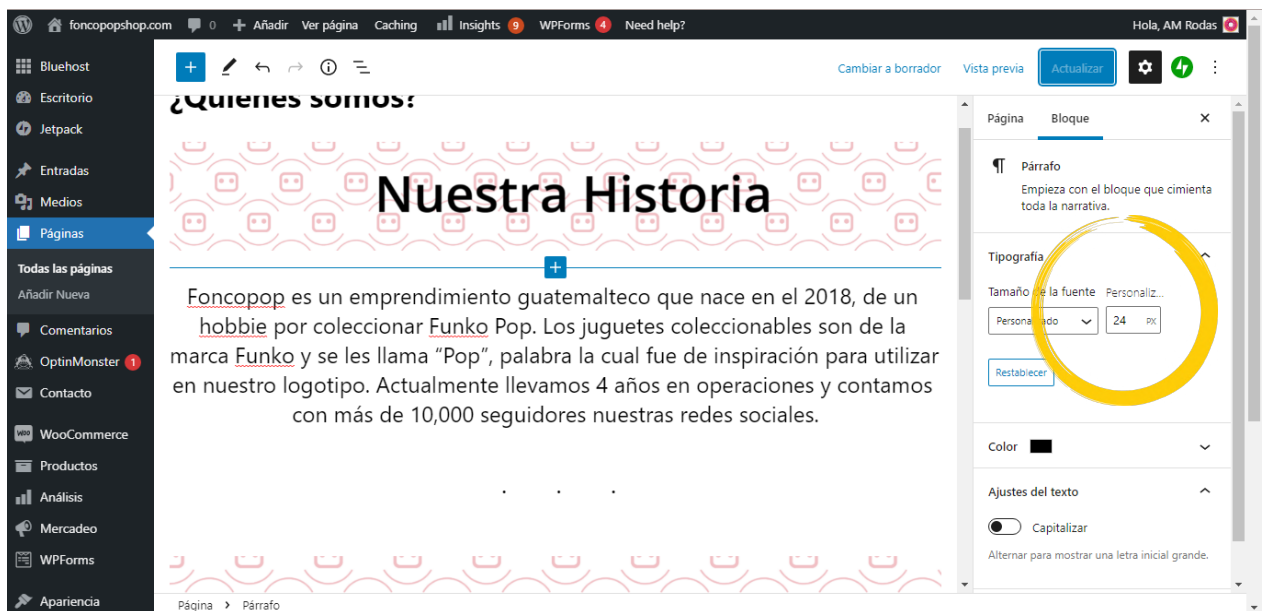 foncopopshop.com 0 + Añadir Ver página Caching Insights 9 WPForms 4 Need help? Hola, AM Rodas
Bluehost
Escritorio
Jetpack
Entradas
Medios
Páginas
Todas las páginas
Añadir Nueva
Comentarios
OptinMonster 1
Contacto
WooCommerce
Productos
Análisis
Mercadeo
WPForms
Apariencia
Cambiar a borrador Vista previa Actualizar
¿Quiénes somos?
Nuestra Historia
Foncopop es un emprendimiento guatemalteco que nace en el 2018, de un
hobbie por coleccionar Funko Pop. Los juguetes coleccionables son de la
marca Funko y se les llama “Pop”, palabra la cual fue de inspiración para utilizar
en nuestro logotipo. Actualmente llevamos 4 años en operaciones y contamos
con más de 10,000 seguidores nuestras redes sociales.
. . .
Página > Párrafo
Página Bloque
Párrafo
Empieza con el bloque que cimienta
toda la narrativa.
Tipografía
Tamaño de la fuente Personaliz...
Personalizado 24 PX
Restablecer
Color
Ajustes del texto
Capitalizar
Alternar para mostrar una letra inicial grande.